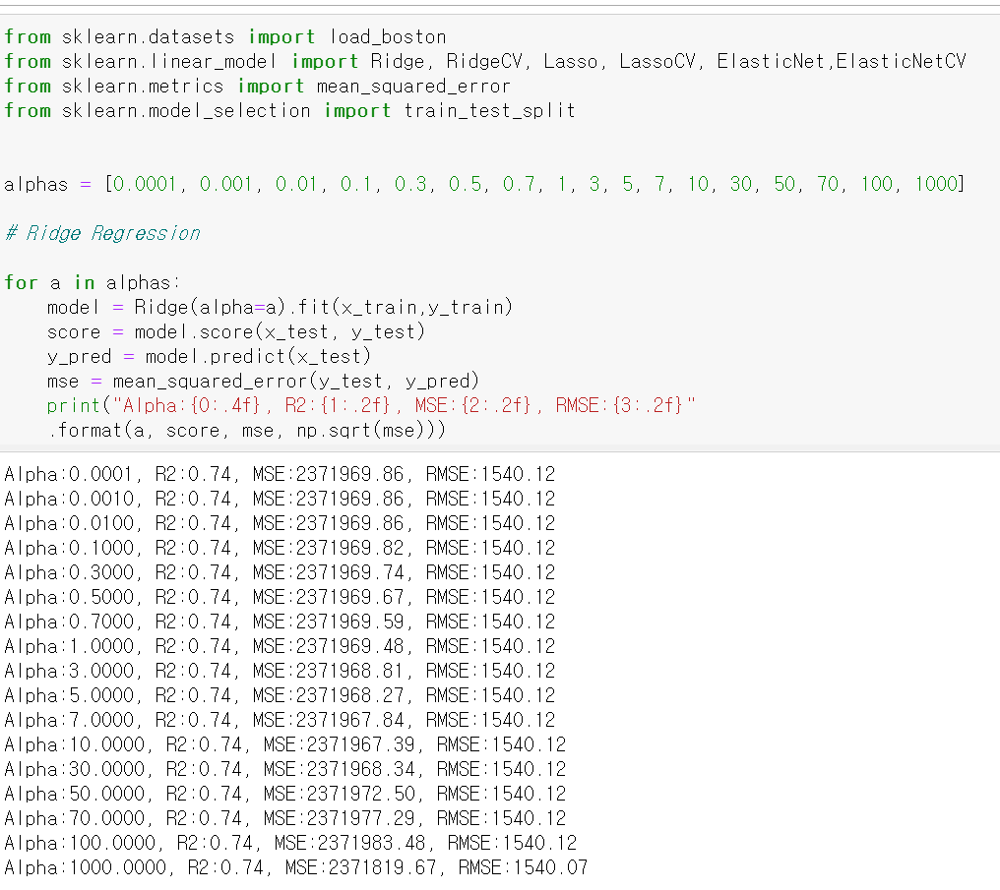 from sklearn.datasets import load_boston
from sklearn.linear_model import Ridge, RidgeCV, Lasso, LassoCV, ElasticNet,ElasticNetCV
from sklearn.metrics import mean_squared_error
from sklearn.model_selection import train_test_split
alphas = [0.0001, 0.001, 0.01, 0.1, 0.3, 0.5, 0.7, 1, 3, 5, 7, 10, 30, 50, 70, 100, 1000]
# Ridge Regression
for a in alphas:
    model = Ridge(alpha=a).fit(x_train,y_train)
    score = model.score(x_test, y_test)
    y_pred = model.predict(x_test)
    mse = mean_squared_error(y_test, y_pred)
    print("Alpha:{0:.4f}, R2:{1:.2f}, MSE:{2:.2f}, RMSE:{3:.2f}"
    .format(a, score, mse, np.sqrt(mse)))
Alpha:0.0001, R2:0.74, MSE:2371969.86, RMSE:1540.12
Alpha:0.0010, R2:0.74, MSE:2371969.86, RMSE:1540.12
Alpha:0.0100, R2:0.74, MSE:2371969.86, RMSE:1540.12
Alpha:0.1000, R2:0.74, MSE:2371969.82, RMSE:1540.12
Alpha:0.3000, R2:0.74, MSE:2371969.74, RMSE:1540.12
Alpha:0.5000, R2:0.74, MSE:2371969.67, RMSE:1540.12
Alpha:0.7000, R2:0.74, MSE:2371969.59, RMSE:1540.12
Alpha:1.0000, R2:0.74, MSE:2371969.48, RMSE:1540.12
Alpha:3.0000, R2:0.74, MSE:2371968.81, RMSE:1540.12
Alpha:5.0000, R2:0.74, MSE:2371968.27, RMSE:1540.12
Alpha:7.0000, R2:0.74, MSE:2371967.84, RMSE:1540.12
Alpha:10.0000, R2:0.74, MSE:2371967.39, RMSE:1540.12
Alpha:30.0000, R2:0.74, MSE:2371968.34, RMSE:1540.12
Alpha:50.0000, R2:0.74, MSE:2371972.50, RMSE:1540.12
Alpha:70.0000, R2:0.74, MSE:2371977.29, RMSE:1540.12
Alpha:100.0000, R2:0.74, MSE:2371983.48, RMSE:1540.12
Alpha:1000.0000, R2:0.74, MSE:2371819.67, RMSE:1540.07